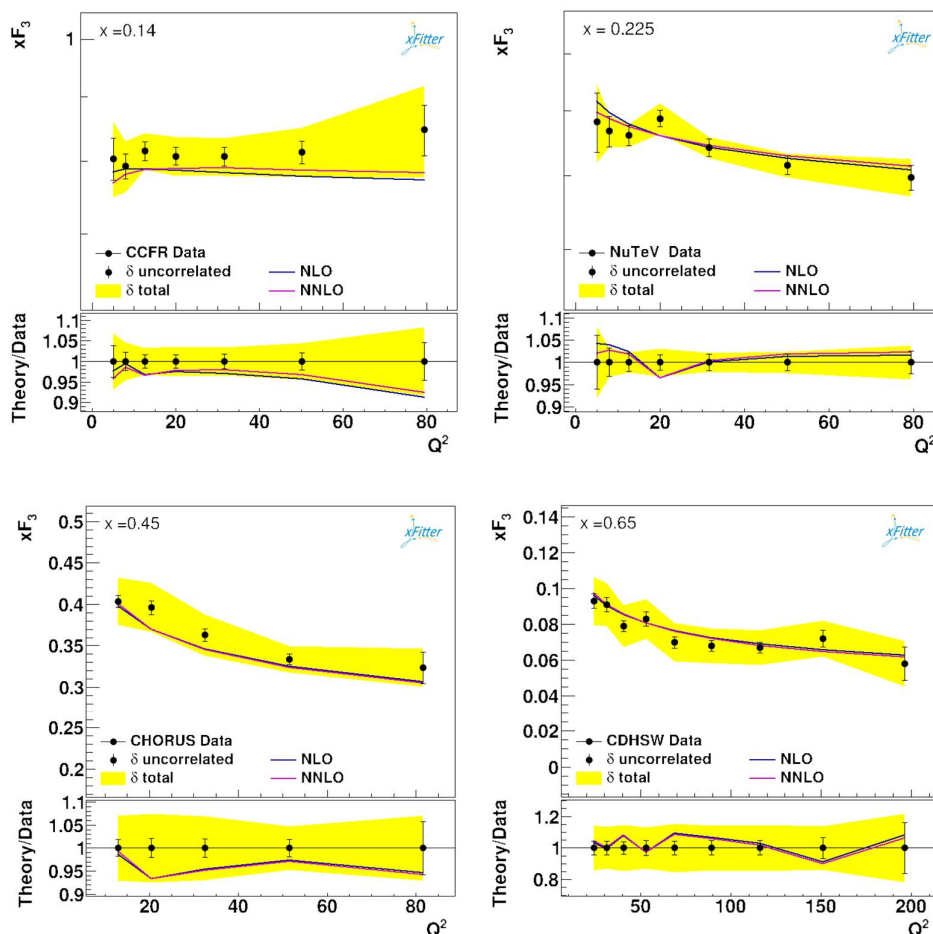 xF3
1
x =0.14
xFitter
CCFR Data
δ uncorrelated
NLO
δ total
NNLO
Theory/Data
1.1
1.05
1
0.95
0.9
0 20 40 60 80
Q2
xF3
x = 0.225
xFitter
NuTeV Data
δ uncorrelated
NLO
δ total
NNLO
Theory/Data
1.1
1.05
1
0.95
0.9
0 20 40 60 80
Q2
xF3
0.5
0.45
0.4
0.35
0.3
0.25
0.2
x =0.45
xFitter
CHORUS Data
δ uncorrelated
NLO
δ total
NNLO
Theory/Data
1.1
1.05
1
0.95
0.9
20 40 60 80
Q2
xF3
0.14
0.12
0.1
0.08
0.06
0.04
0.02
0
x =0.65
xFitter
CDHSW Data
δ uncorrelated
NLO
δ total
NNLO
Theory/Data
1.2
1.0
0.8
50 100 150 200
Q2